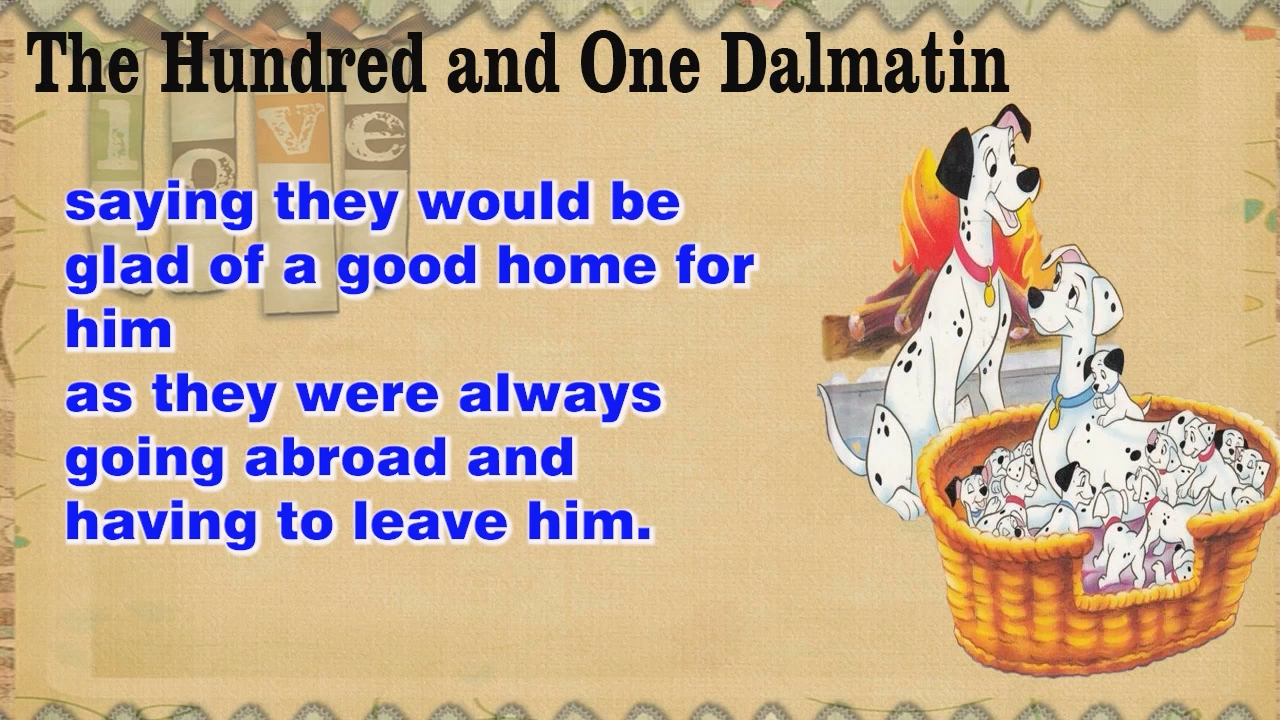 The Hundred and One Dalmatin
love
saying they would be
glad of a good home for
him
as they were always
going abroad and
having to leave him.